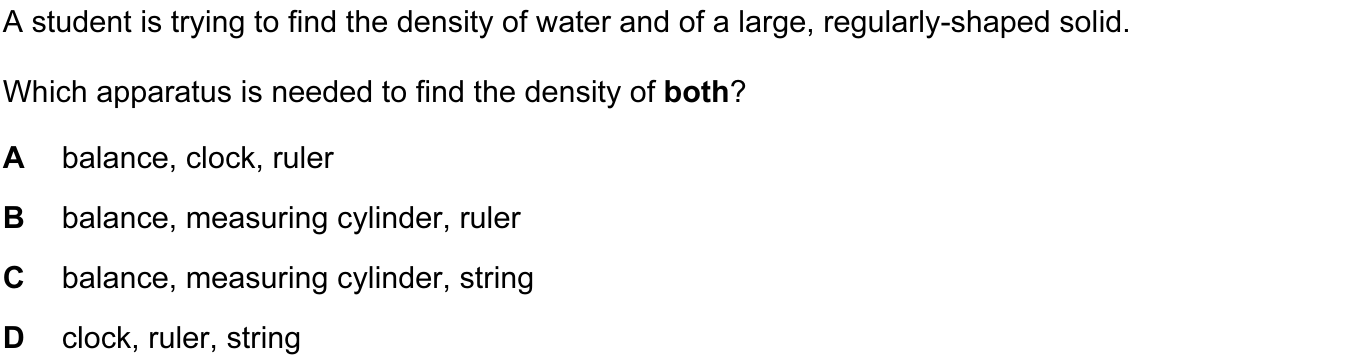 A student is trying to find the density of water and of a large, regularly-shaped solid.
Which apparatus is needed to find the density of both?
A balance, clock, ruler
B balance, measuring cylinder, ruler
C balance, measuring cylinder, string
D clock, ruler, string